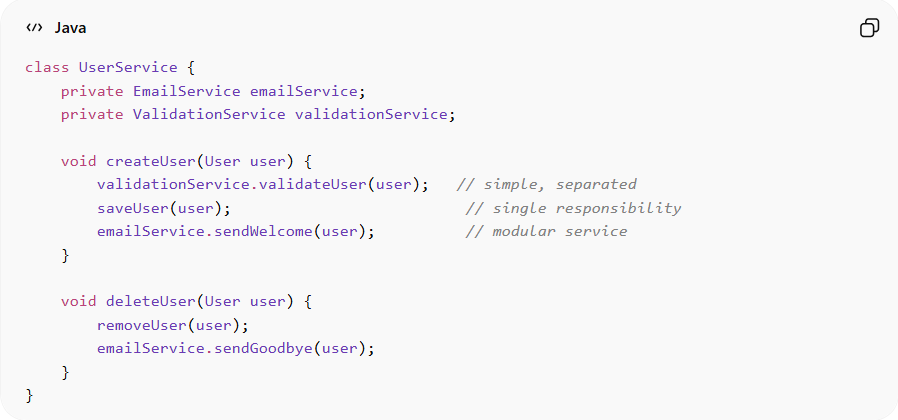 </> Java
class UserService {
    private EmailService emailService;
    private ValidationService validationService;

    void createUser(User user) {
        validationService.validateUser(user);   // simple, separated
        saveUser(user);                          // single responsibility
        emailService.sendWelcome(user);          // modular service
    }

    void deleteUser(User user) {
        removeUser(user);
        emailService.sendGoodbye(user);
    }
}